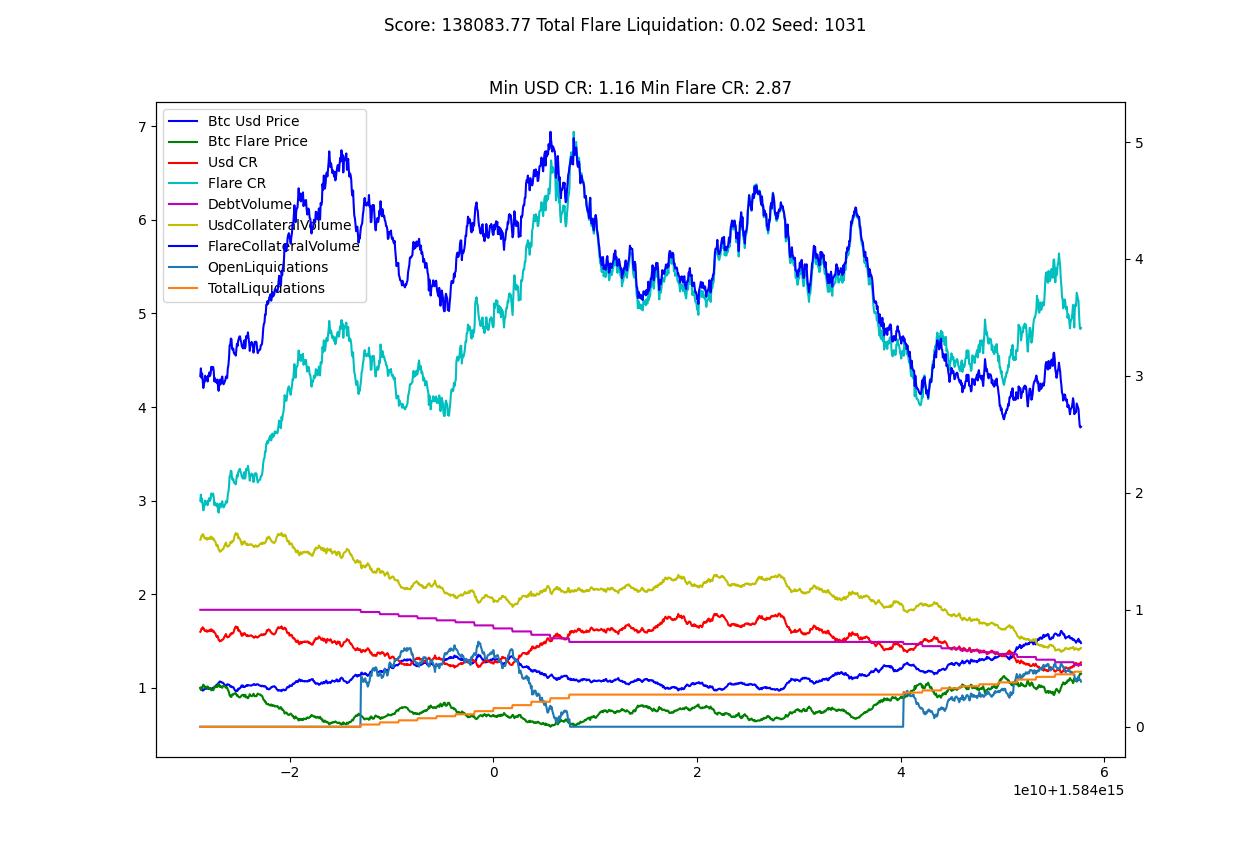 Score: 138083.77 Total Flare Liquidation: 0.02 Seed: 1031
Min USD CR: 1.16 Min Flare CR: 2.87
Btc Usd Price
Btc Flare Price
Usd CR
Flare CR
DebtVolume
UsdCollateralVolume
FlareCollateralVolume
OpenLiquidations
TotalLiquidations
7
6
5
4
3
2
1
5
4
3
2
1
0
−2
0
2
4
6
1e10+1.584e15